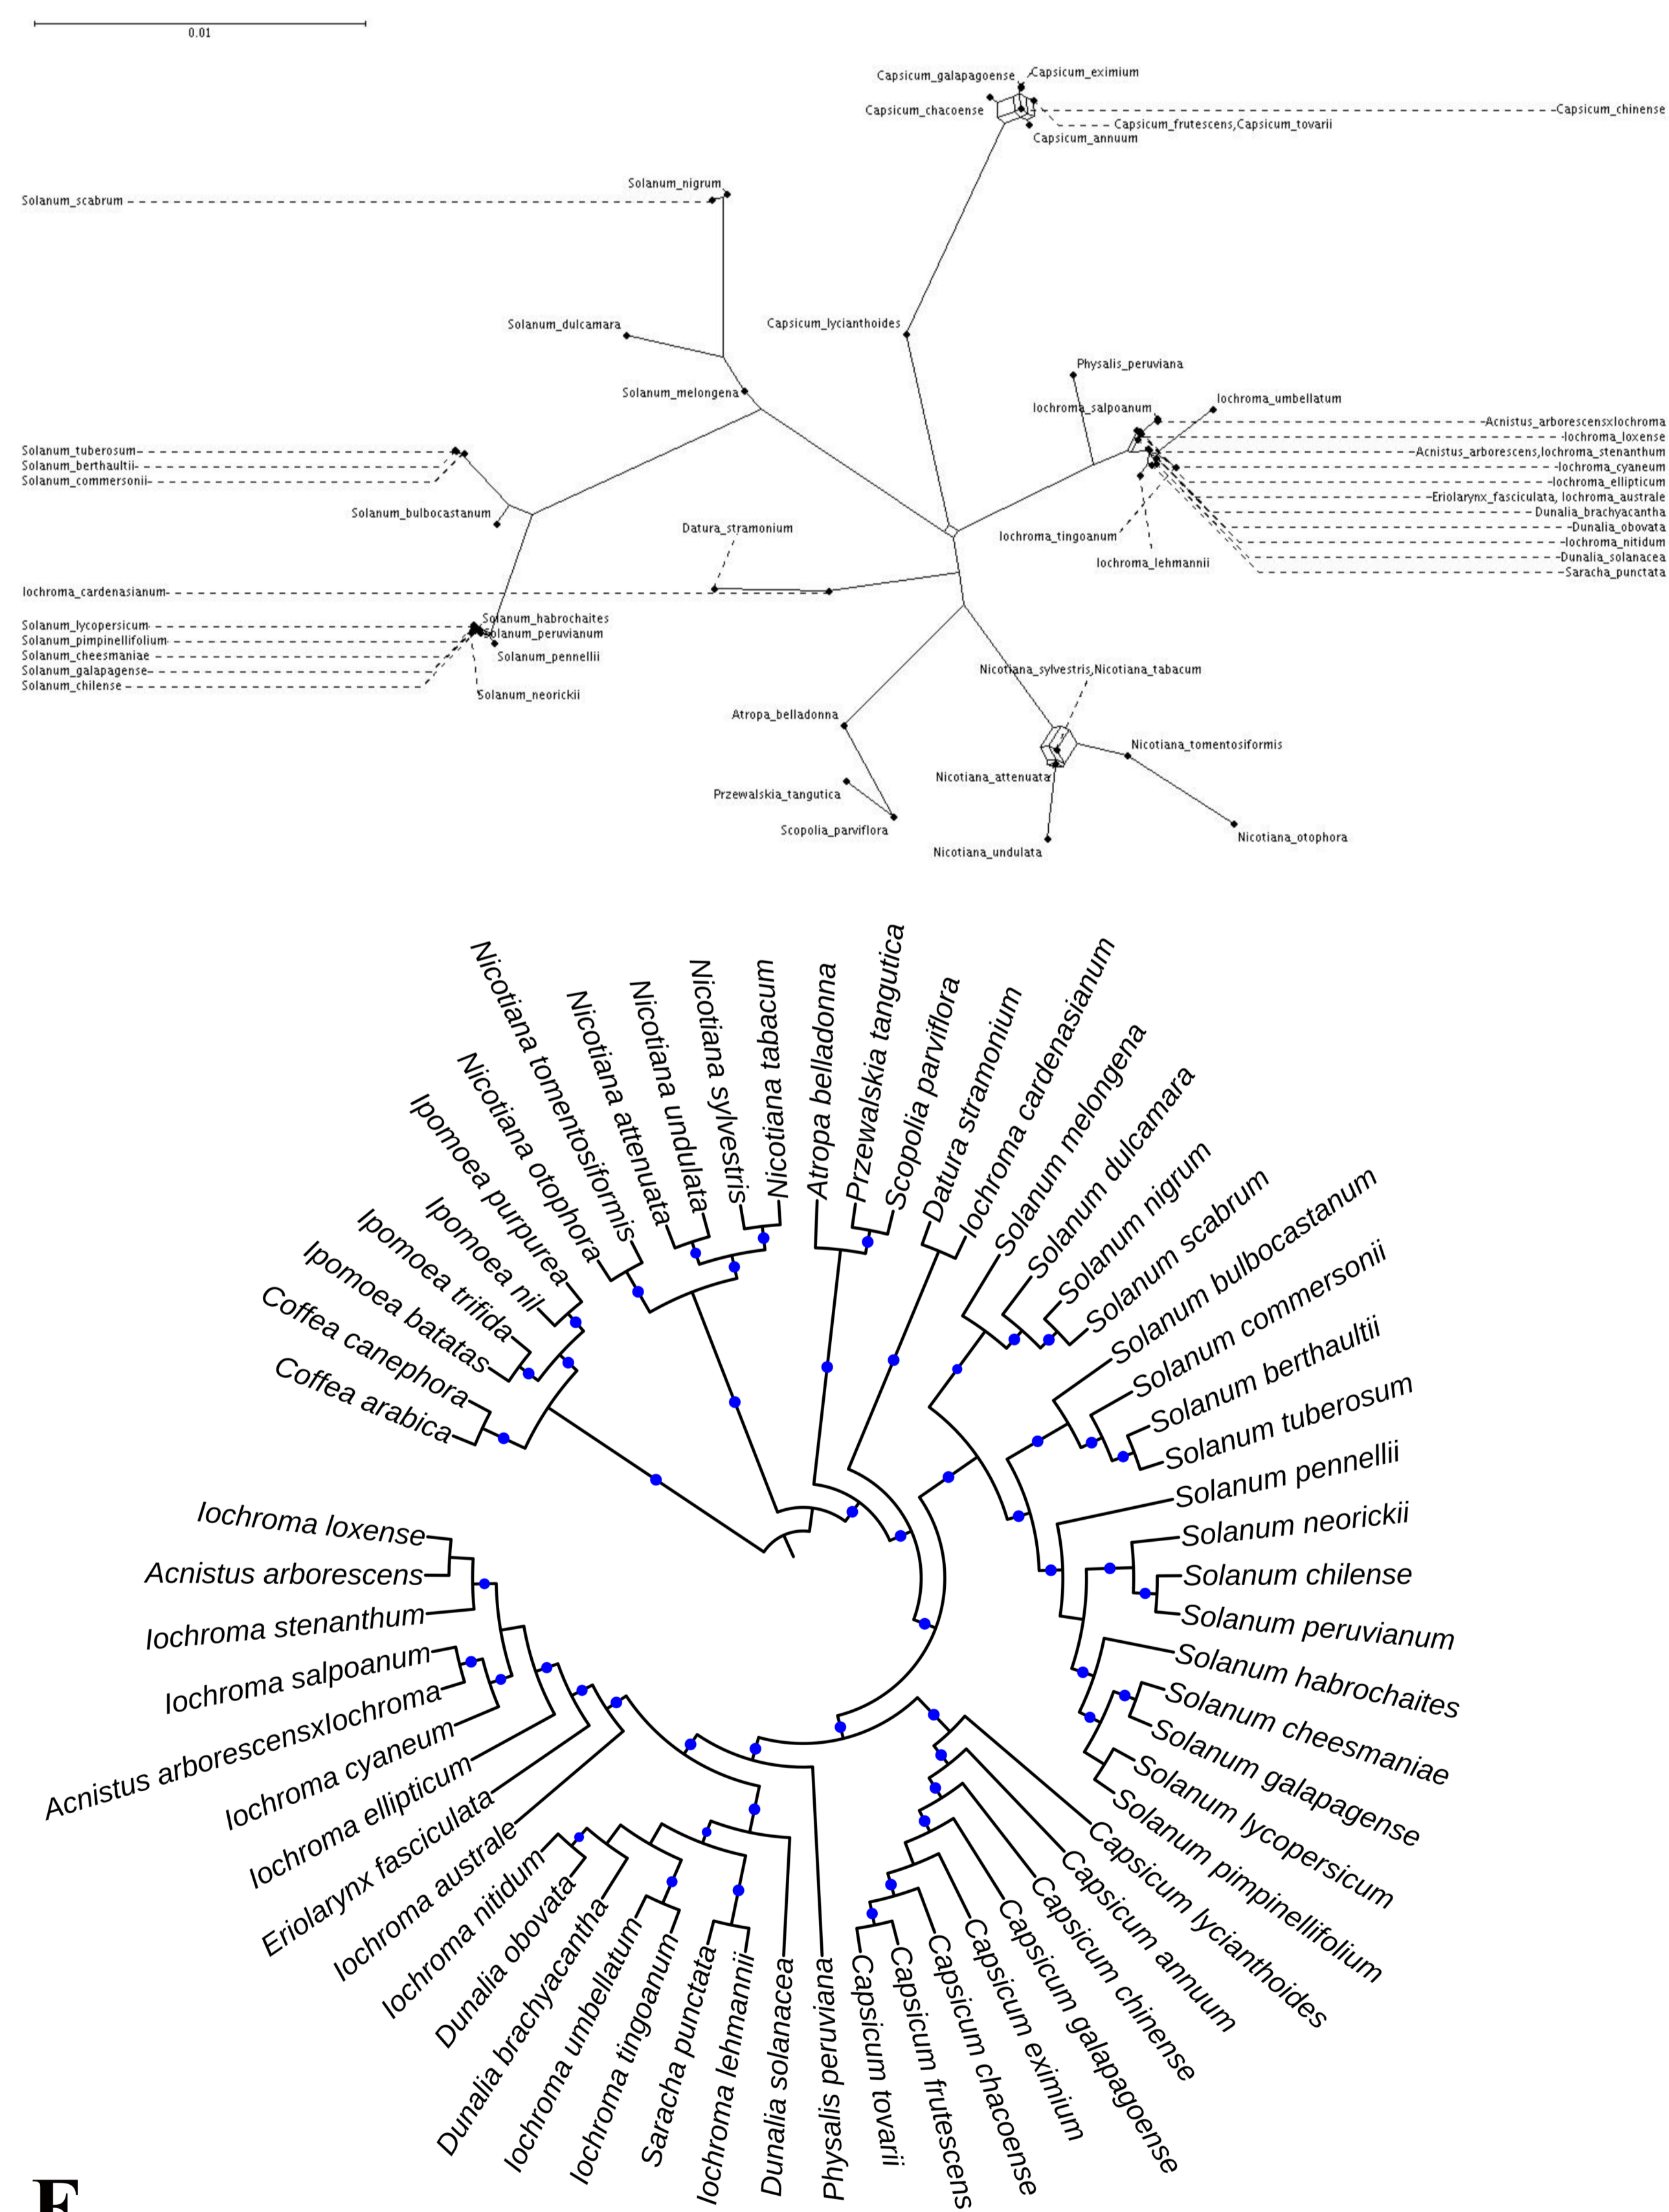 0.01
Capsicum_galapagoense
Capsicum_eximium
Capsicum_chacoense
Capsicum_chinense
Capsicum_frutescens,Capsicum_tovarii
Capsicum_annuum
Solanum_nigrum
Solanum_scabrum
Solanum_dulcamara
Capsicum_lycianthoides
Physalis_peruviana
Solanum_melongena
Iochroma_umbellatum
Iochroma_salpoanum
Acnistus_arborescensxIochroma
Iochroma_loxense
Solanum_tuberosum
Acnistus_arborescens,Iochroma_stenanthum
Solanum_berthaultii
Iochroma_cyaneum
Solanum_commersonii
Iochroma_ellipticum
Eriolarynx_fasciculata, Iochroma_australe
Solanum_bulbocastanum
Dunalia_brachyacantha
Datura_stramonium
Dunalia_obovata
Iochroma_tingoanum
Iochroma_nitidum
Dunalia_solanacea
Iochroma_lehmannii
Saracha_punctata
Iochroma_cardenasianum
Solanum_habrochaites
Solanum_lycopersicum
Solanum_peruvianum
Solanum_pimpinellifolium
Solanum_cheesmaniae
Solanum_pennellii
Solanum_galapagense
Solanum_chilense
Solanum_neorickii
Nicotiana_sylvestris,Nicotiana_tabacum
Atropa_belladonna
Nicotiana_tomentosiformis
Nicotiana_attenuata
Przewalskia_tangutica
Scopolia_parviflora
Nicotiana_otophora
Nicotiana_undulata
Coffea arabica
Coffea canephora
Ipomoea batatas
Ipomoea trifida
Ipomoea nil
Ipomoea purpurea
Nicotiana otophora
Nicotiana tomentosiformis
Nicotiana attenuata
Nicotiana undulata
Nicotiana sylvestris
Nicotiana tabacum
Atropa belladonna
Przewalskia tangutica
Scopolia parviflora
Datura stramonium
Iochroma cardenasianum
Solanum melongena
Solanum dulcamara
Solanum nigrum
Solanum scabrum
Solanum bulbocastanum
Solanum commersonii
Solanum berthaultii
Solanum tuberosum
Solanum pennellii
Solanum neorickii
Solanum chilense
Solanum peruvianum
Solanum habrochaites
Solanum cheesmaniae
Solanum galapagense
Solanum lycopersicum
Solanum pimpinellifolium
Capsicum lycianthoides
Capsicum annuum
Capsicum chinense
Capsicum galapagoense
Capsicum eximium
Capsicum chacoense
Capsicum frutescens
Capsicum tovarii
Physalis peruviana
Dunalia solanacea
Iochroma lehmannii
Saracha punctata
Iochroma tingoanum
Iochroma umbellatum
Dunalia brachyacantha
Dunalia obovata
Iochroma nitidum
Iochroma australe
Eriolarynx fasciculata
Iochroma ellipticum
Iochroma cyaneum
Acnistus arborescensxIochroma
Iochroma salpoanum
Iochroma stenanthum
Acnistus arborescens
Iochroma loxense